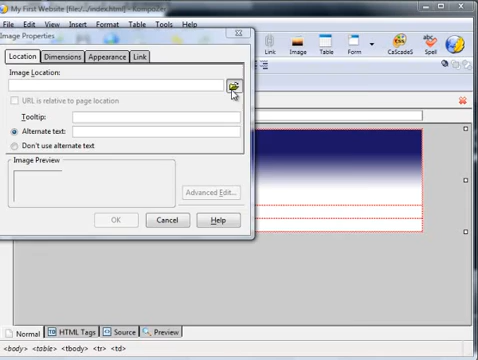 My First Website [file:/.../index.html] - KompoZer
File Edit View Insert Format Table Tools Help
Image Properties
Link Image Table Form CaScadeS Spell
Location Dimensions Appearance Link
Image Location:
URL is relative to page location
Tooltip:
Alternate text:
Don't use alternate text
Image Preview
Advanced Edit...
OK Cancel Help
Normal HTML Tags Source Preview
<body> <table> <tbody> <tr> <td>